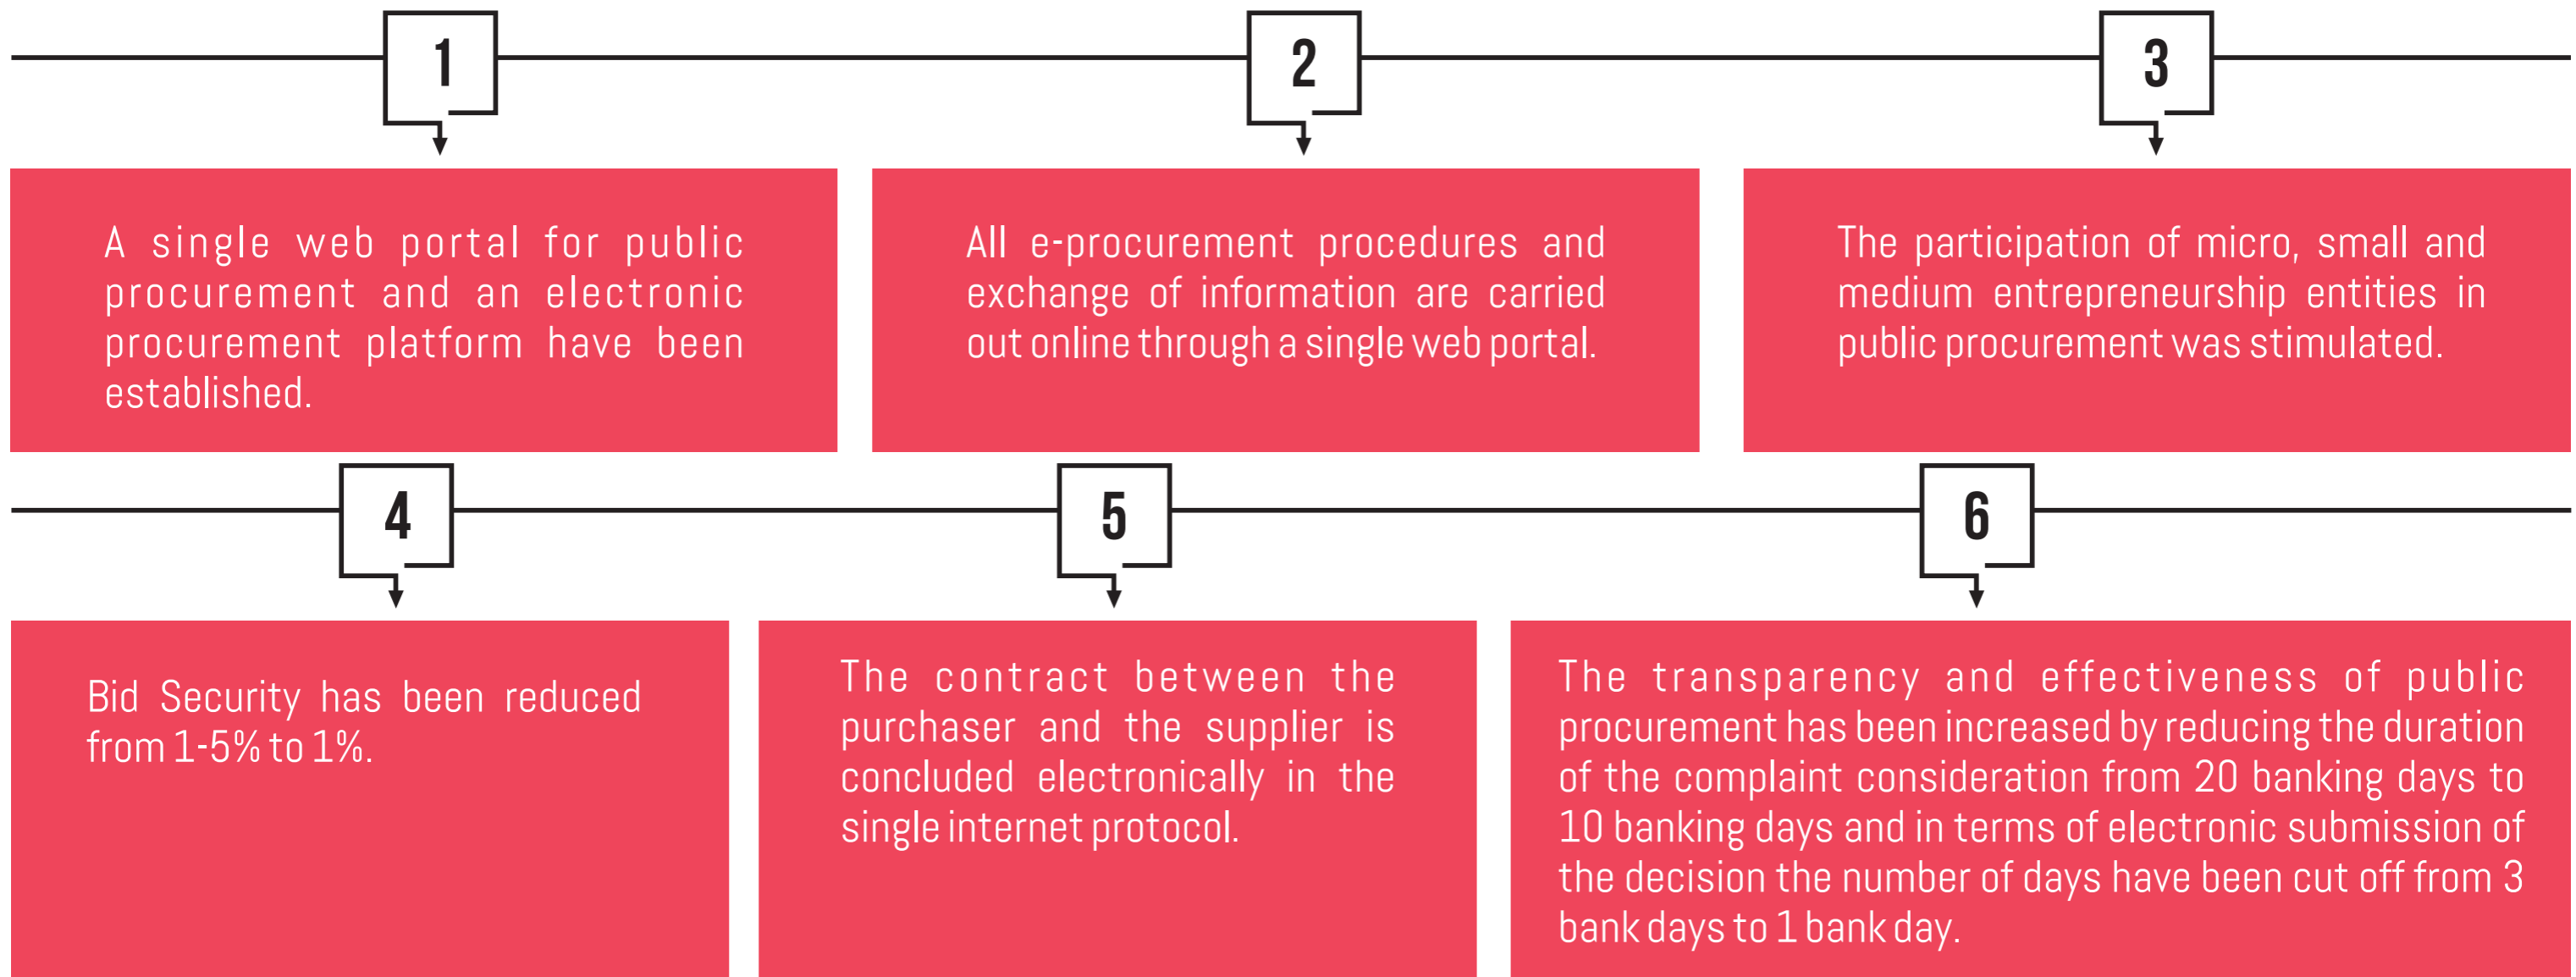 1
2
3
A single web portal for public
procurement and an electronic
procurement platform have been
established.
All e-procurement procedures and
exchange of information are carried
out online through a single web portal.
The participation of micro, small and
medium entrepreneurship entities in
public procurement was stimulated.
4
5
6
Bid Security has been reduced
from 1-5% to 1%.
The contract between the
purchaser and the supplier is
concluded electronically in the
single internet protocol.
The transparency and effectiveness of public
procurement has been increased by reducing the duration
of the complaint consideration from 20 banking days to
10 banking days and in terms of electronic submission of
the decision the number of days have been cut off from 3
bank days to 1 bank day.